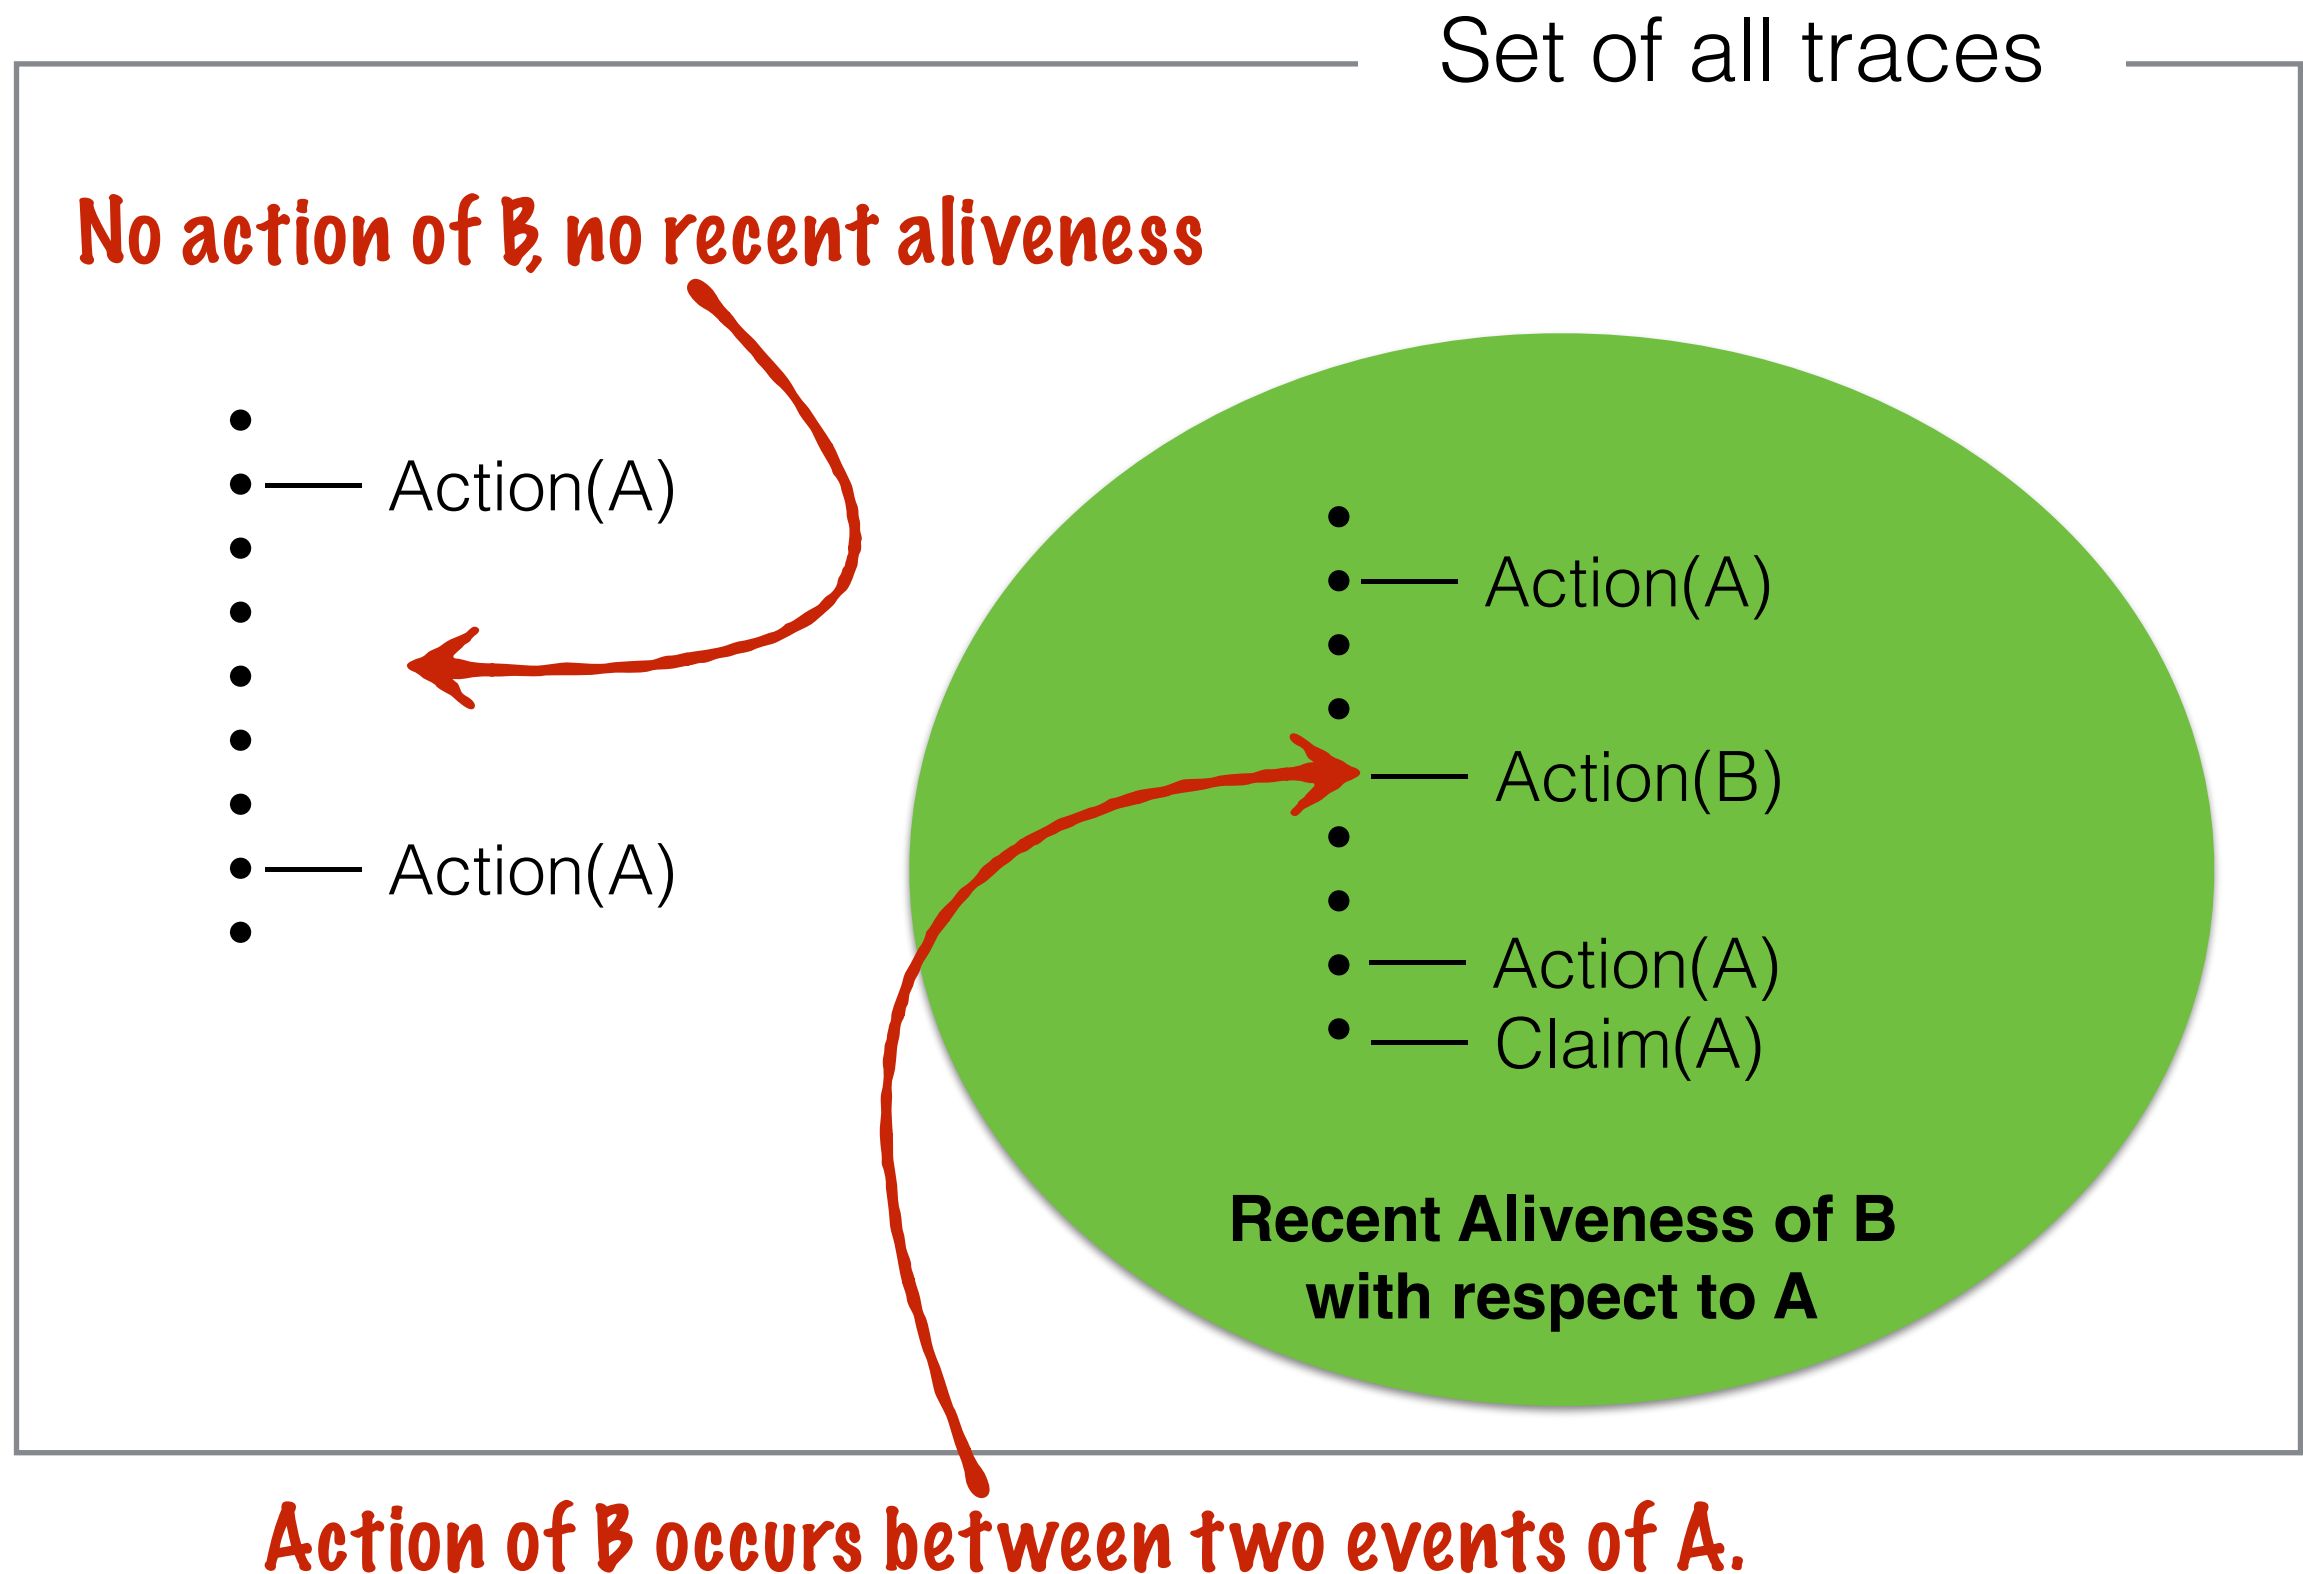 Set of all traces
No action of B, no recent aliveness
Action(A)
Action(A)
Action(A)
Action(B)
Action(A)
Claim(A)
Recent Aliveness of B
with respect to A
Action of B occurs between two events of A.